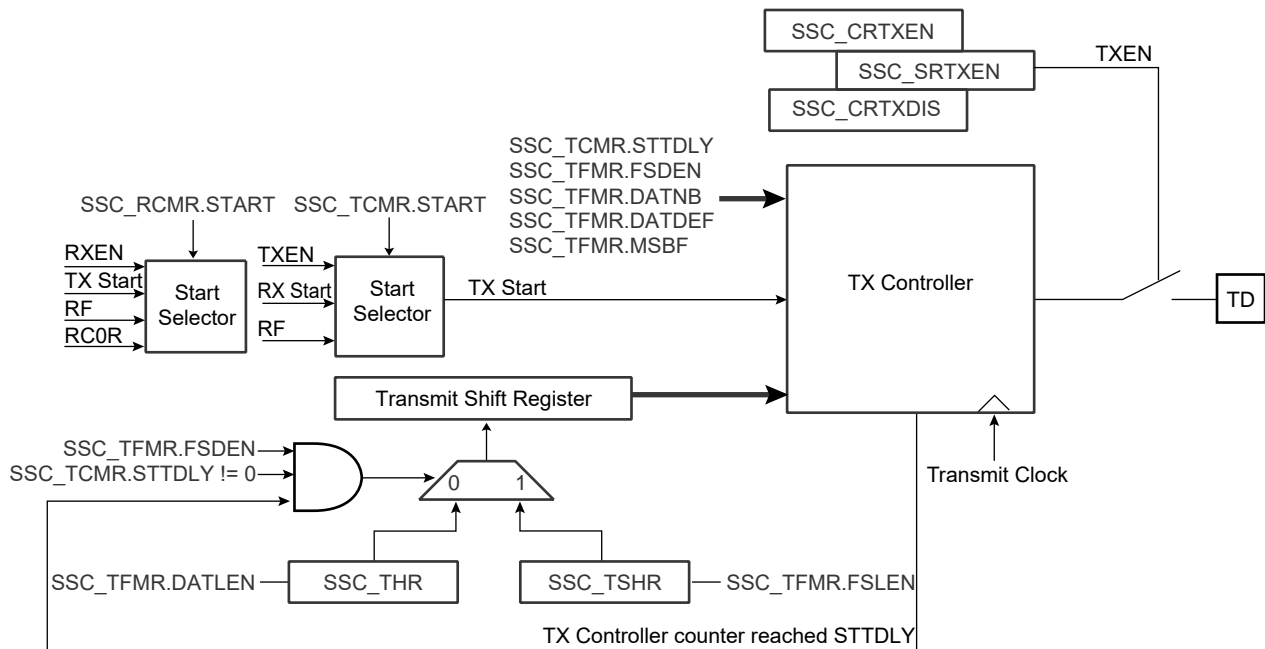 SSC_CRTXEN
SSC_SRTXEN
TXEN
SSC_CRTXDIS
SSC_TCMR.STTDLY
SSC_TFMR.FSDEN
SSC_TFMR.DATNB
SSC_TFMR.DATDEF
SSC_TFMR.MSBF
SSC_RCMR.START
SSC_TCMR.START
RXEN
TX Start
RF
RC0R
Start
Selector
TXEN
RX Start
RF
Start
Selector
TX Start
TX Controller
TD
Transmit Shift Register
SSC_TFMR.FSDEN
SSC_TCMR.STTDLY != 0
0
1
Transmit Clock
SSC_TFMR.DATLEN
SSC_THR
SSC_TSHR
SSC_TFMR.FSLEN
TX Controller counter reached STTDLY